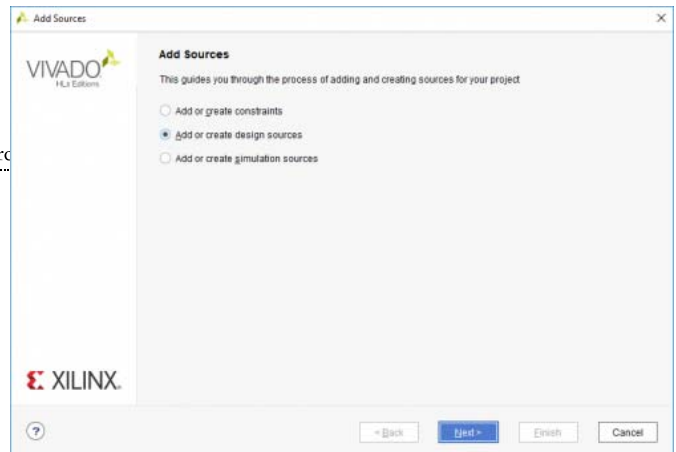 Add Sources
VIVADO
HLx Editions
Add Sources
This guides you through the process of adding and creating sources for your project
Add or create constraints
Add or create design sources
Add or create simulation sources
XILINX
?
< Back
Next >
Finish
Cancel